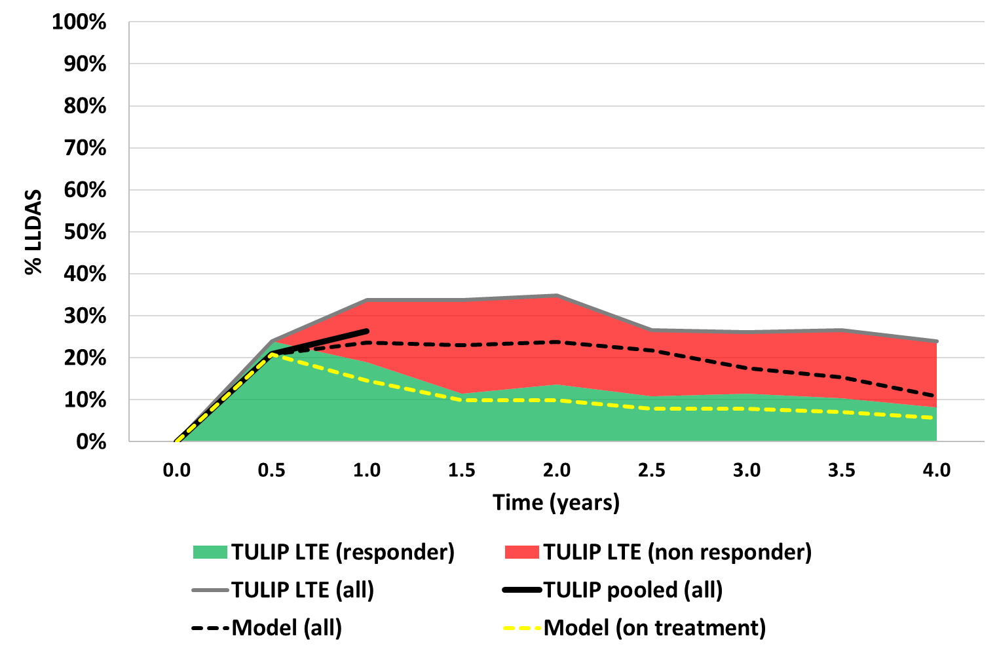 100%
90%
80%
70%
60%
50%
40%
30%
20%
10%
0%
% LLDAS
0.0 0.5 1.0 1.5 2.0 2.5 3.0 3.5 4.0
Time (years)
TULIP LTE (responder) TULIP LTE (non responder)
TULIP LTE (all) TULIP pooled (all)
Model (all) Model (on treatment)